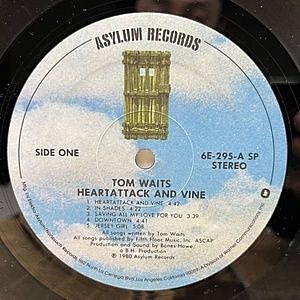 ASYLUM RECORDS
SIDE ONE
6E-295-A SP
STEREO
TOM WAITS
HEARTATTACK AND VINE
1. HEARTATTACK AND VINE 4:42
2. IN SHADES 4:22
3. SAVING ALL MY LOVE FOR YOU 3:39
4. DOWNTOWN 4:41
5. JERSEY GIRL 5:08
All songs written by Tom Waits
All songs published by Fifth Floor Music, Inc. ASCAP
Production and Sound by Bones Howe
a B.H. Production
℗ 1980 Asylum Records